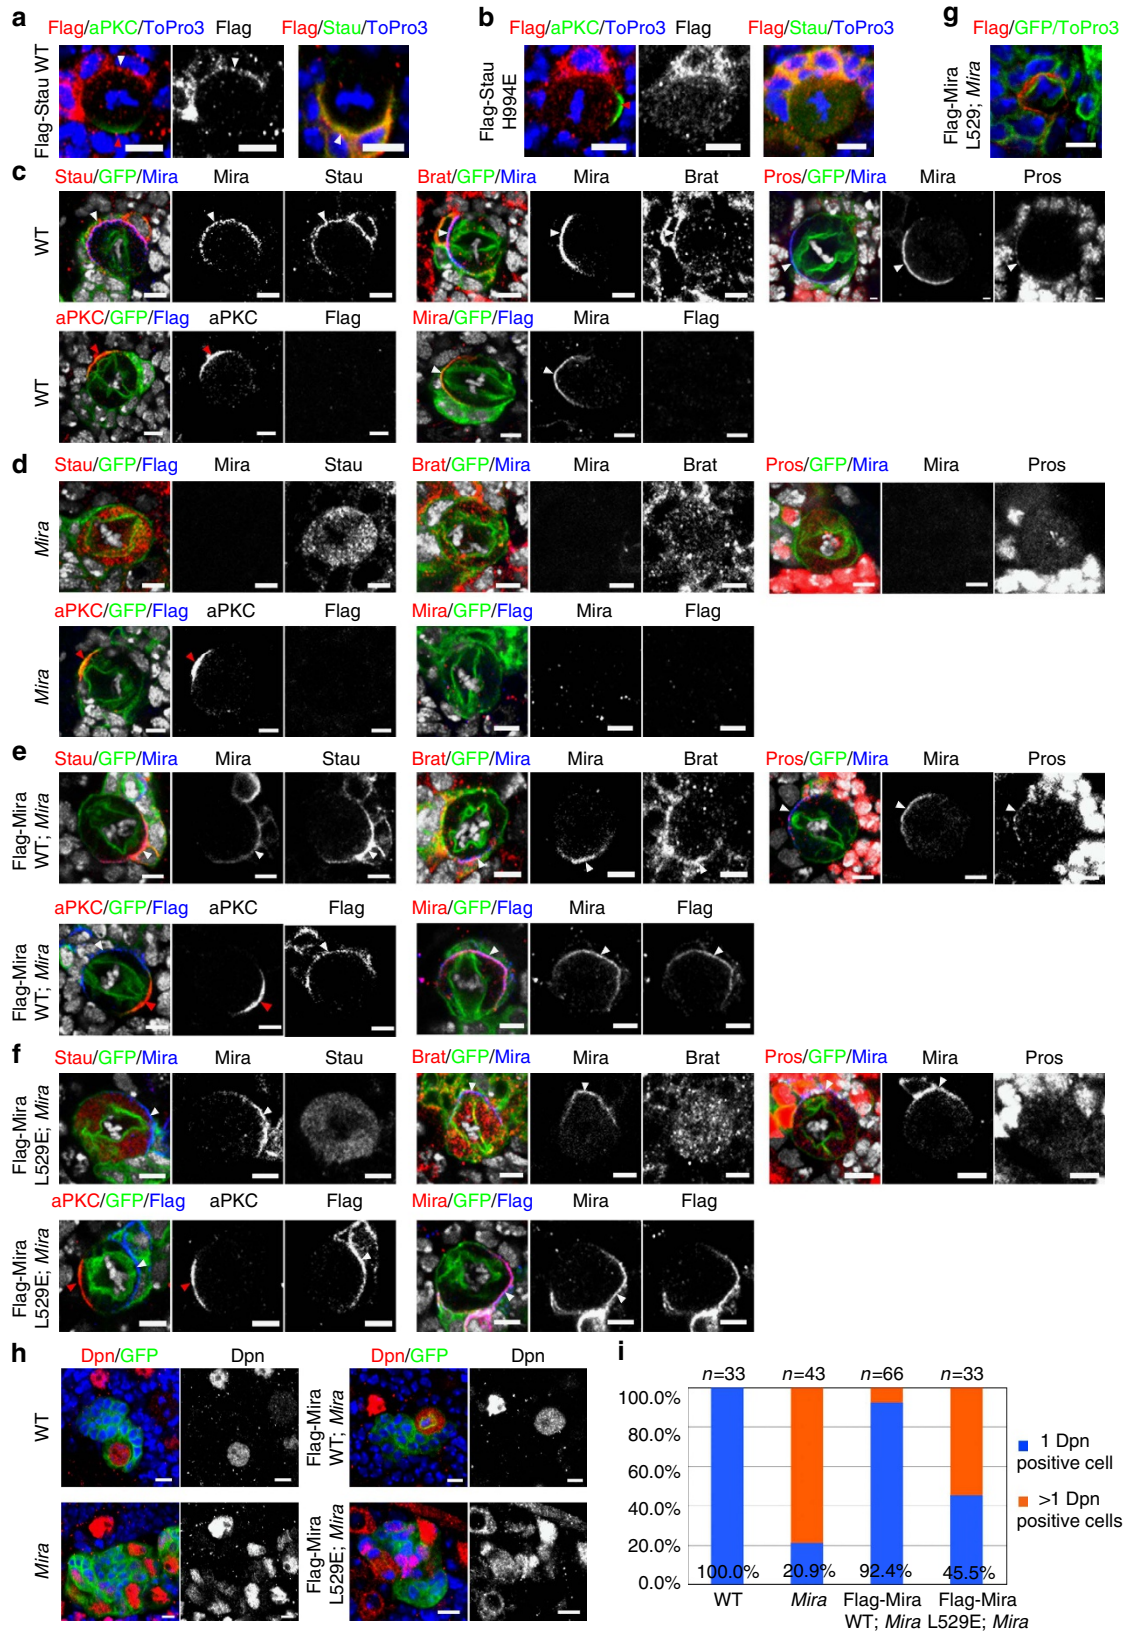 a
Flag/aPKC/ToPro3 Flag Flag/Stau/ToPro3
Flag-Stau WT
b
Flag/aPKC/ToPro3 Flag Flag/Stau/ToPro3
Flag-Stau
H994E
g
Flag/GFP/ToPro3
Flag-Mira
L529; Mira
c
Stau/GFP/Mira Mira Stau Brat/GFP/Mira Mira Brat Pros/GFP/Mira Mira Pros
WT
aPKC/GFP/Flag aPKC Flag Mira/GFP/Flag Mira Flag
WT
d
Stau/GFP/Flag Mira Stau Brat/GFP/Mira Mira Brat Pros/GFP/Mira Mira Pros
Mira
aPKC/GFP/Flag aPKC Flag Mira/GFP/Flag Mira Flag
Mira
e
Stau/GFP/Mira Mira Stau Brat/GFP/Mira Mira Brat Pros/GFP/Mira Mira Pros
Flag-Mira
WT; Mira
aPKC/GFP/Flag aPKC Flag Mira/GFP/Flag Mira Flag
Flag-Mira
WT; Mira
f
Stau/GFP/Mira Mira Stau Brat/GFP/Mira Mira Brat Pros/GFP/Mira Mira Pros
Flag-Mira
L529E; Mira
aPKC/GFP/Flag aPKC Flag Mira/GFP/Flag Mira Flag
Flag-Mira
L529E; Mira
h
Dpn/GFP Dpn Dpn/GFP Dpn
WT
Flag-Mira
WT; Mira
Mira
Flag-Mira
L529E; Mira
i
n=33 n=43 n=66 n=33
100.0%
80.0%
60.0%
40.0%
20.0%
0.0%
100.0% 20.9% 92.4% 45.5%
WT Mira Flag-Mira Flag-Mira
WT; Mira L529E; Mira
1 Dpn
positive cell
>1 Dpn
positive cells